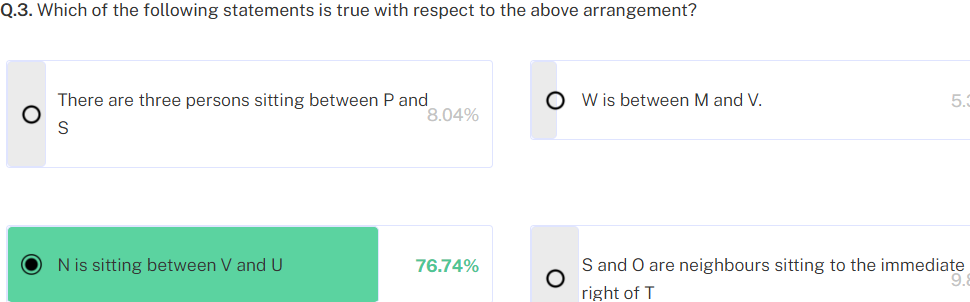 Q.3. Which of the following statements is true with respect to the above arrangement?
There are three persons sitting between P and
S
8.04%
W is between M and V.
N is sitting between V and U
76.74%
S and O are neighbours sitting to the immediate
right of T